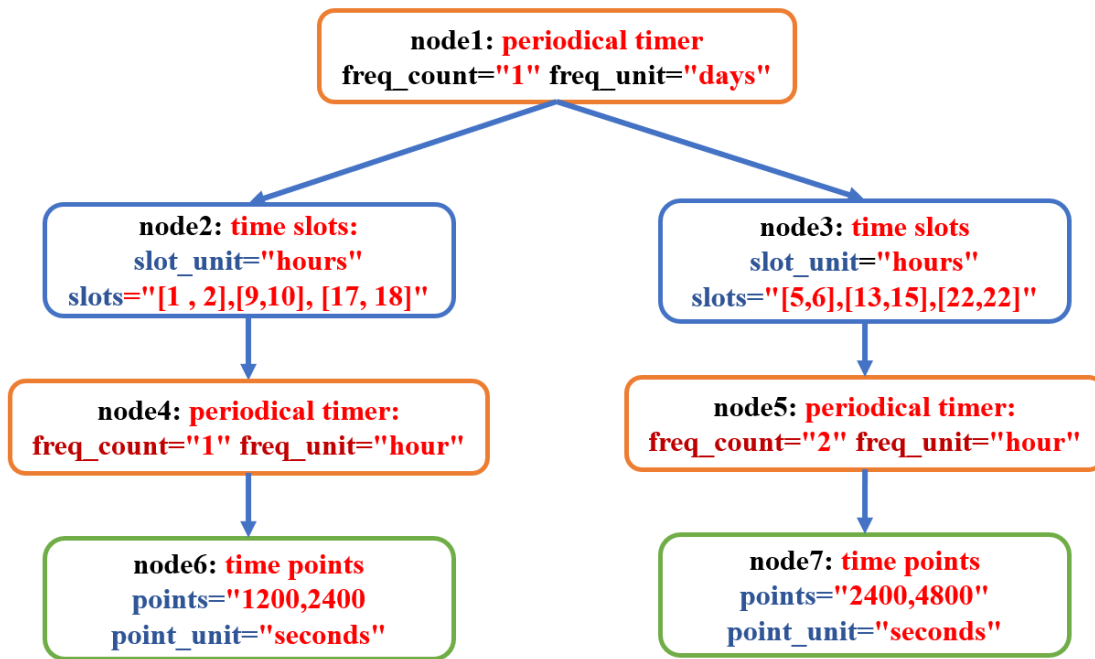 node1: periodical timer
freq_count="1" freq_unit="days"
node2: time slots:
slot_unit="hours"
slots="[1 , 2],[9,10], [17, 18]"
node3: time slots
slot_unit="hours"
slots="[5,6],[13,15],[22,22]"
node4: periodical timer:
freq_count="1" freq_unit="hour"
node5: periodical timer:
freq_count="2" freq_unit="hour"
node6: time points
points="1200,2400
point_unit="seconds"
node7: time points
points="2400,4800"
point_unit="seconds"